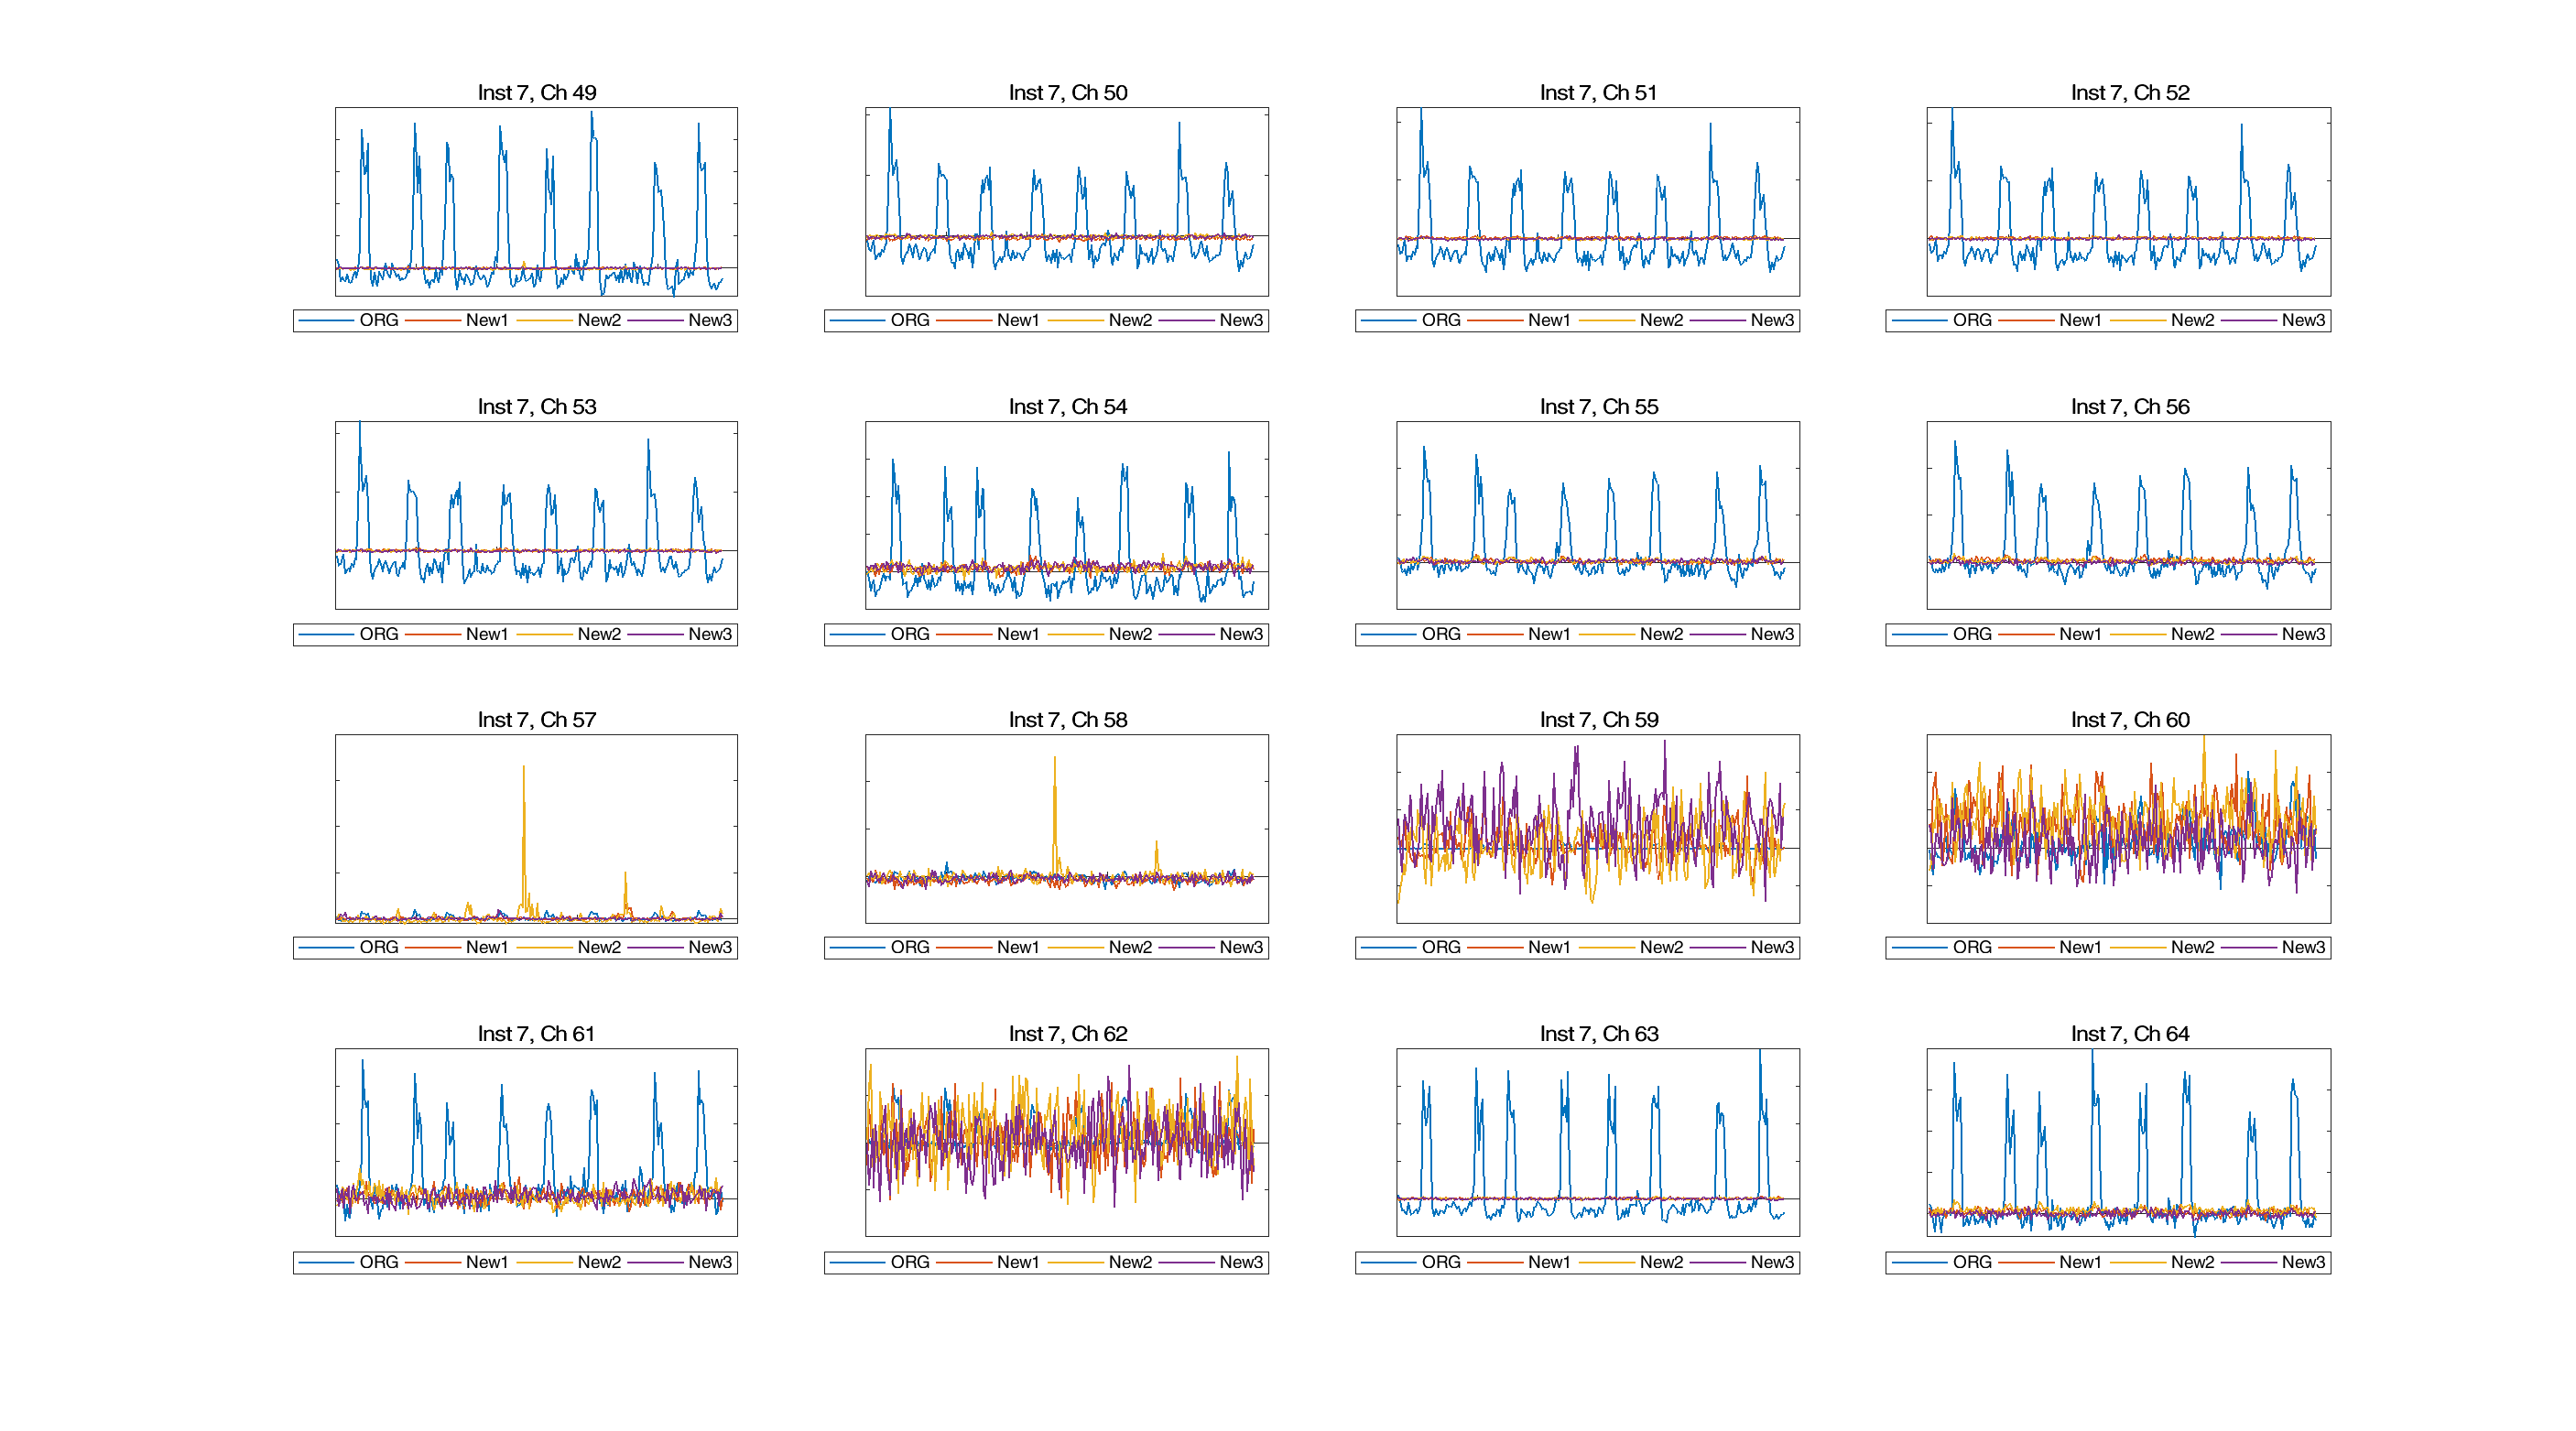 Inst 7, Ch 49
Inst 7, Ch 50
Inst 7, Ch 51
Inst 7, Ch 52
ORG New1 New2 New3
ORG New1 New2 New3
ORG New1 New2 New3
ORG New1 New2 New3
Inst 7, Ch 53
Inst 7, Ch 54
Inst 7, Ch 55
Inst 7, Ch 56
ORG New1 New2 New3
ORG New1 New2 New3
ORG New1 New2 New3
ORG New1 New2 New3
Inst 7, Ch 57
Inst 7, Ch 58
Inst 7, Ch 59
Inst 7, Ch 60
ORG New1 New2 New3
ORG New1 New2 New3
ORG New1 New2 New3
ORG New1 New2 New3
Inst 7, Ch 61
Inst 7, Ch 62
Inst 7, Ch 63
Inst 7, Ch 64
ORG New1 New2 New3
ORG New1 New2 New3
ORG New1 New2 New3
ORG New1 New2 New3